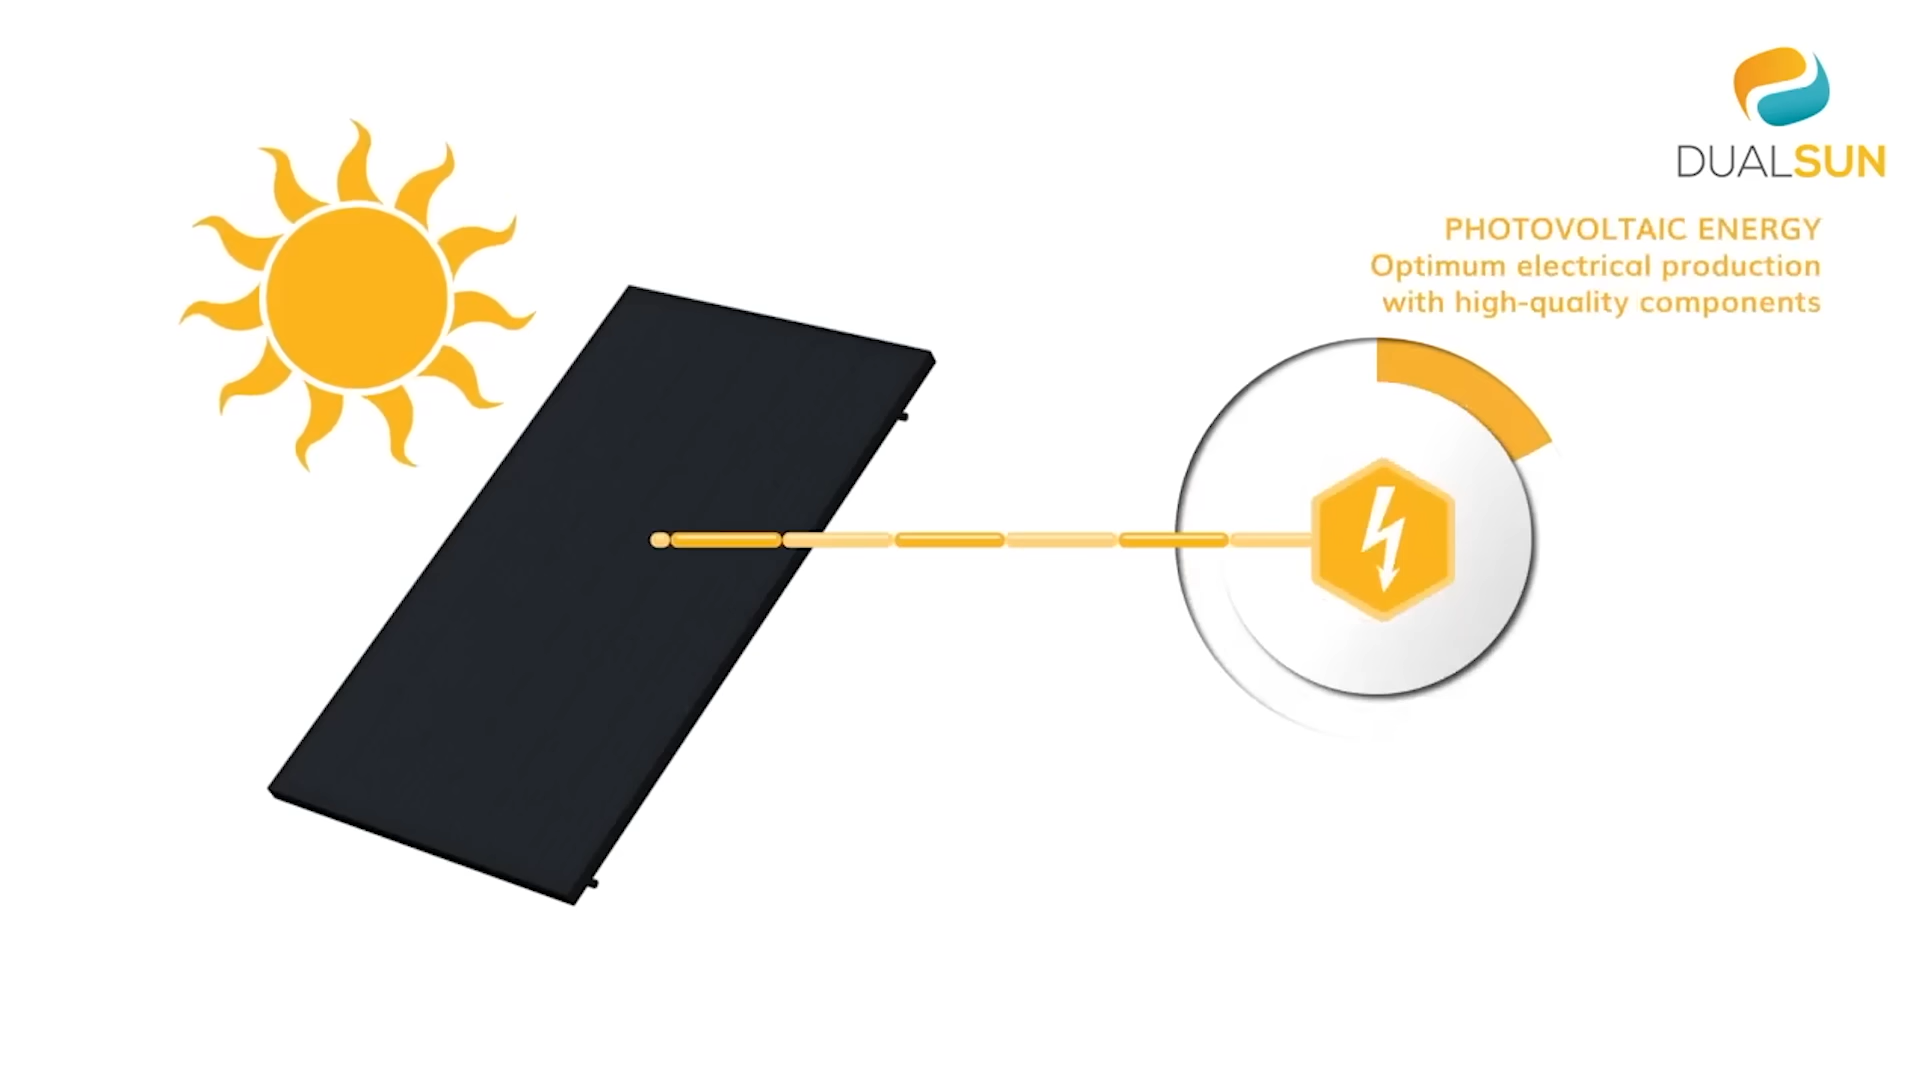 DUALSUN
PHOTOVOLTAIC ENERGY
Optimum electrical production
with high-quality components